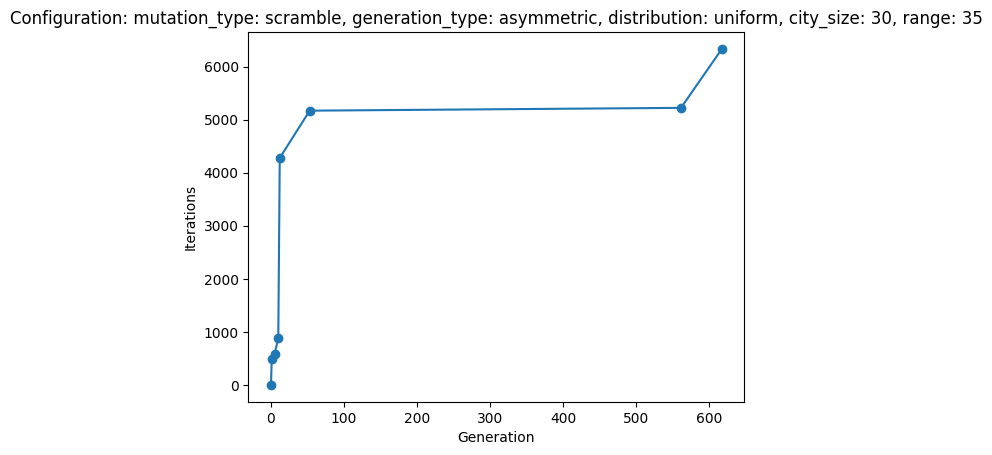 Configuration: mutation_type: scramble, generation_type: asymmetric, distribution: uniform, city_size: 30, range: 35
6000
5000
4000
3000
2000
1000
0
Iterations
0 100 200 300 400 500 600
Generation